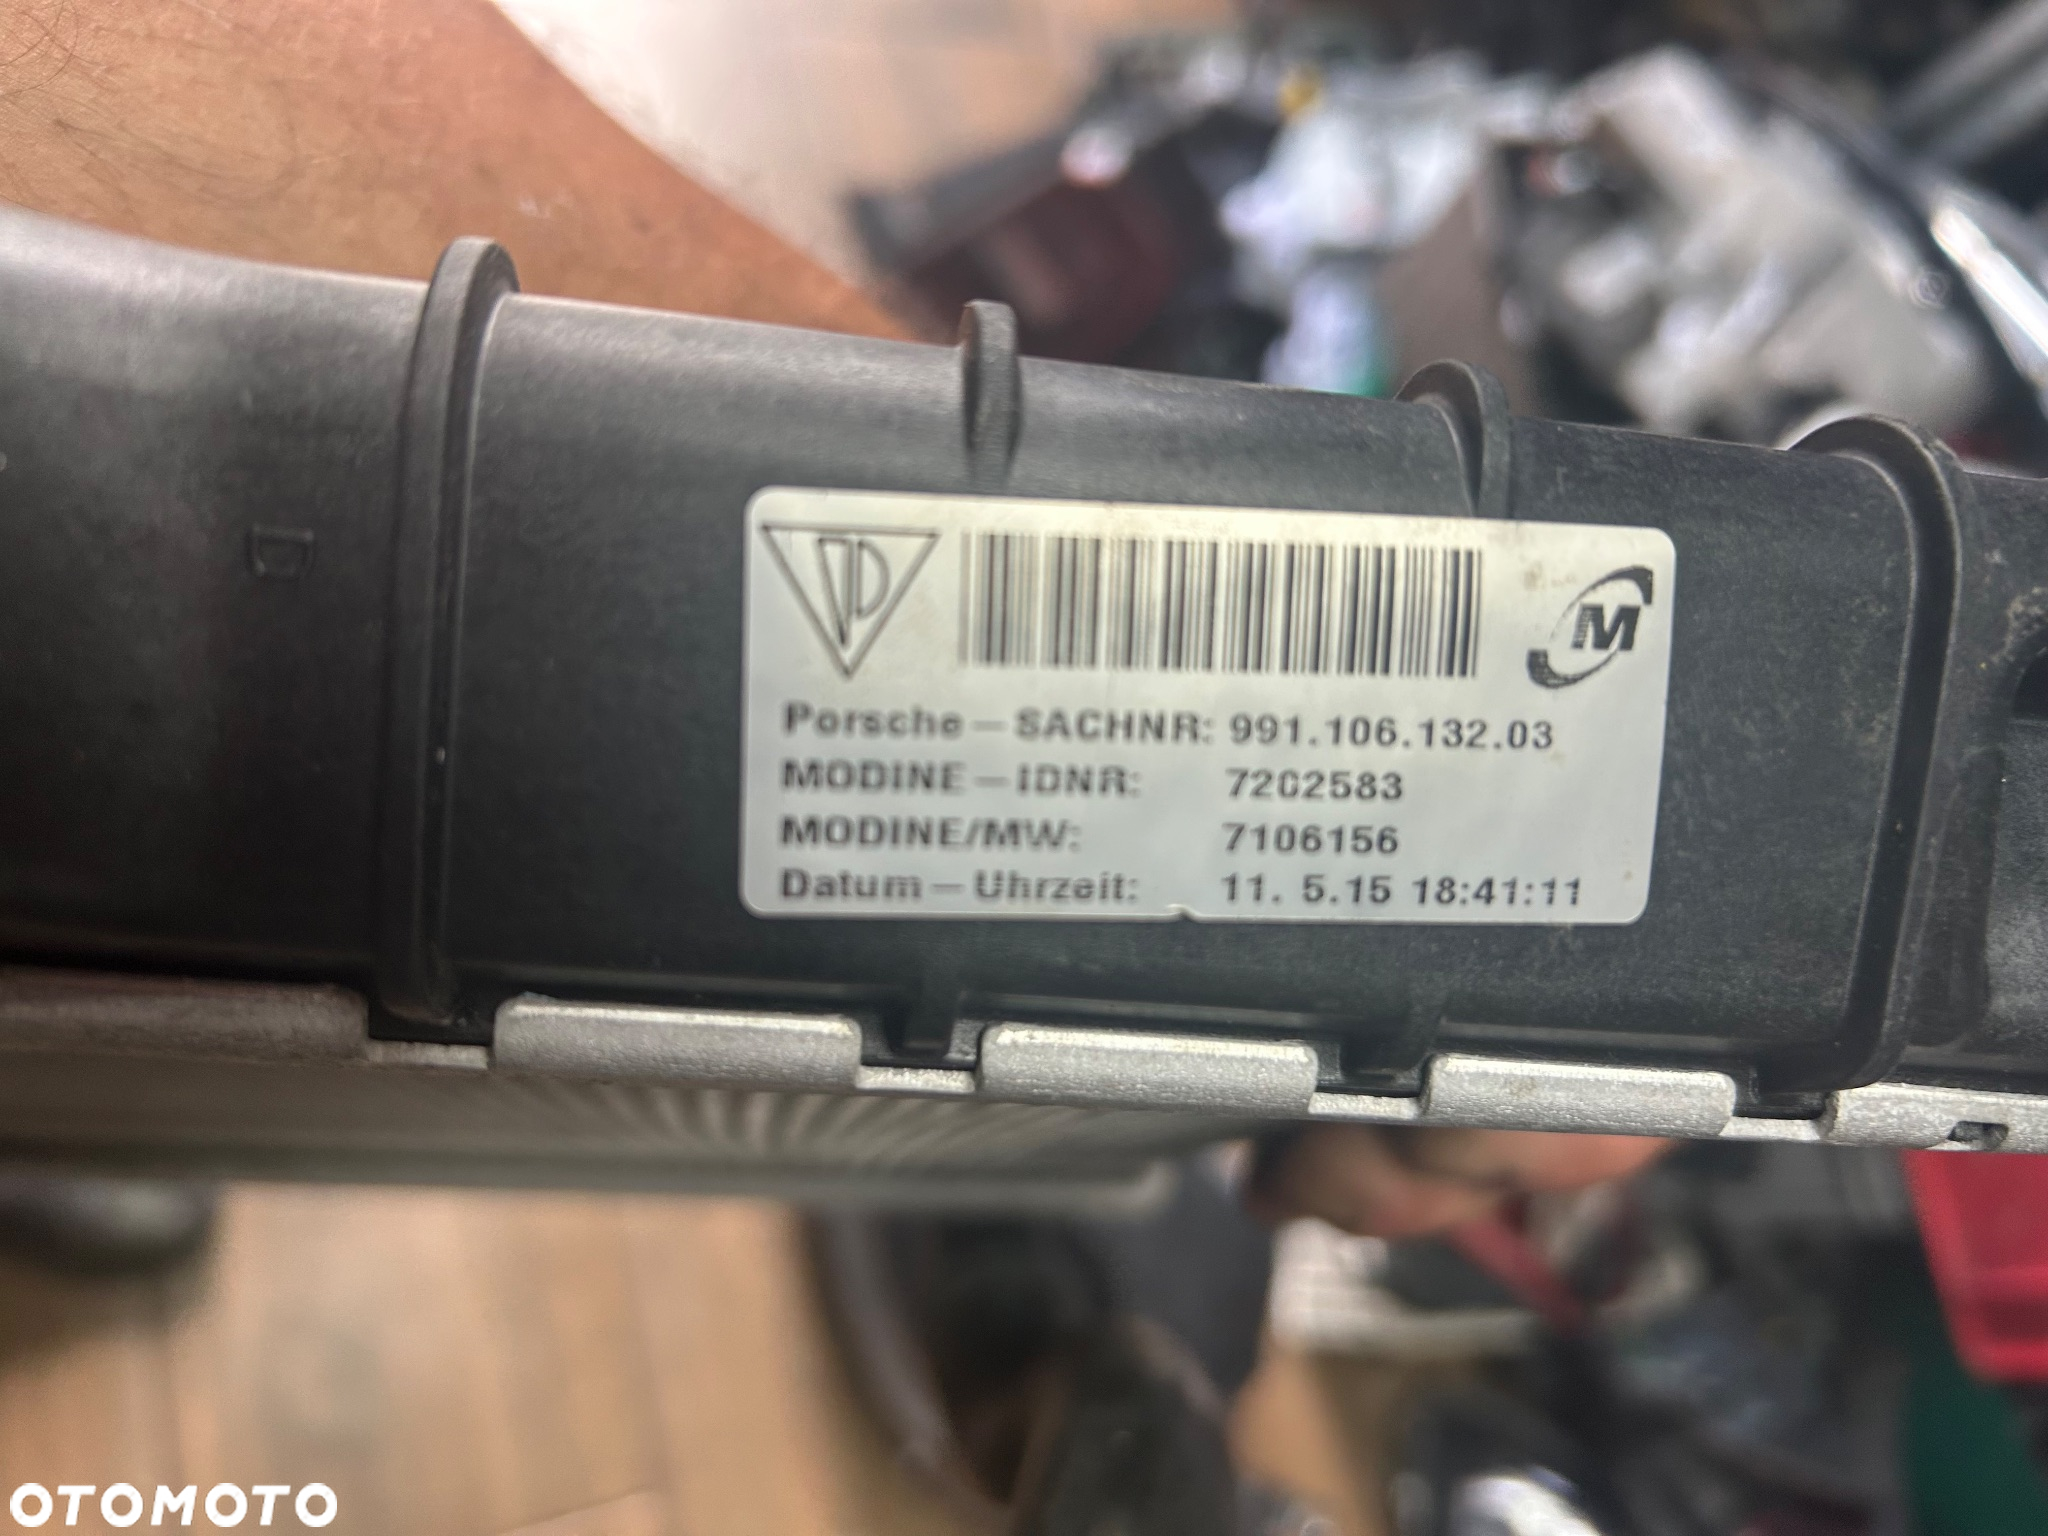 D
M
Porsche - SACHNR: 991.106.132.03
MODINE - IDNR: 7202583
MODINE/MW: 7106156
Datum - Uhrzeit: 11. 5.15 18:41:11
OTOMOTO